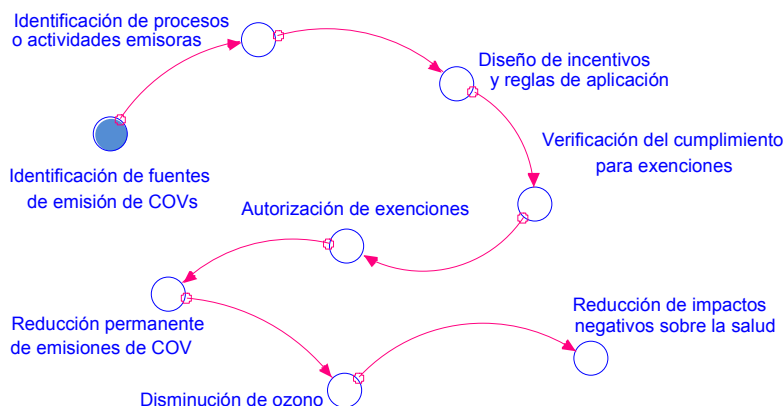 Identificación de procesos
o actividades emisoras
Diseño de incentivos
y reglas de aplicación
Verificación del cumplimiento
para exenciones
Identificación de fuentes
de emisión de COVs
Autorización de exenciones
Reducción permanente
de emisiones de COV
Reducción de impactos
negativos sobre la salud
Disminución de ozono